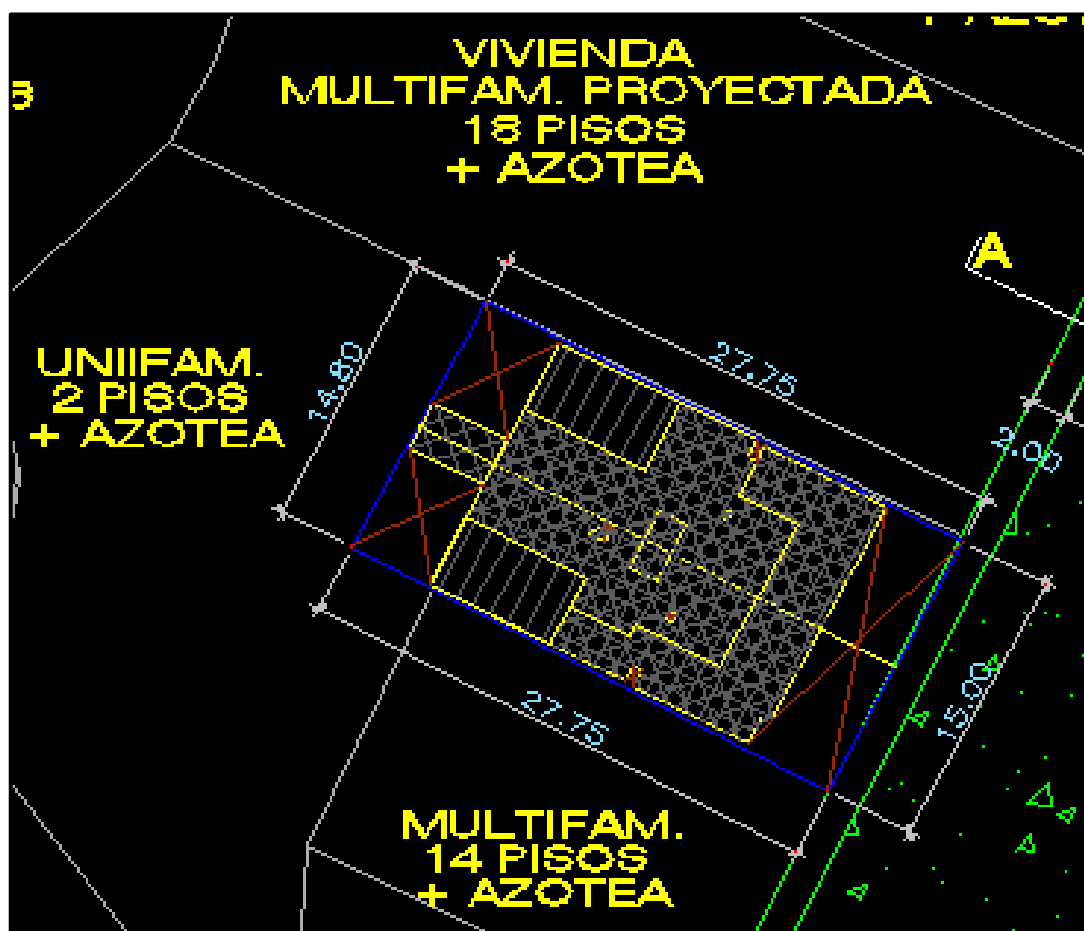 VIVIENDA
MULTIFAM. PROYECTADA
18 PISOS
+ AZOTEA
A
UNIIFAM.
2 PISOS
+ AZOTEA
14.80
27.75
2.00
27.75
15.00
MULTIFAM.
14 PISOS
+ AZOTEA